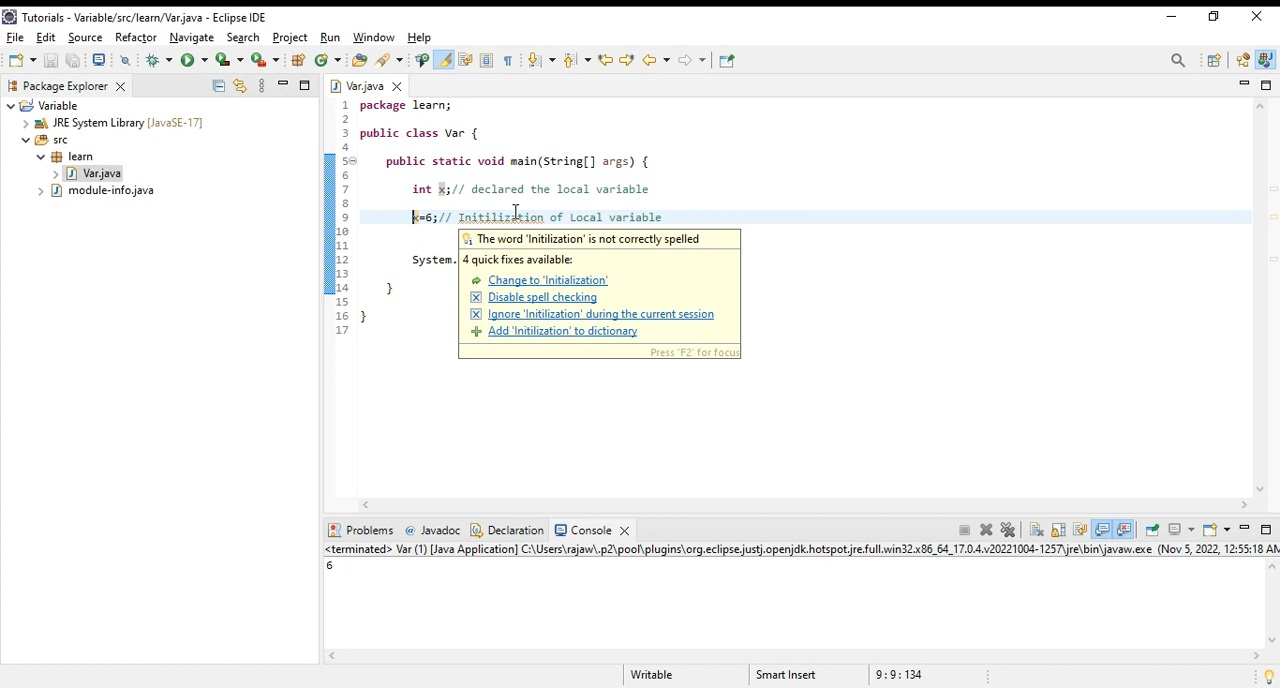 Tutorials - Variable/src/learn/Var.java - Eclipse IDE
File Edit Source Refactor Navigate Search Project Run Window Help
Package Explorer
Var.java
Variable
JRE System Library [JavaSE-17]
src
learn
Var.java
module-info.java
1 package learn;
2
3 public class Var {
4
5 public static void main(String[] args) {
6
7 int x;// declared the local variable
8
9 x=6;// Initilization of Local variable
10
11
12 System.
13
14 }
15
16 }
17
The word 'Initilization' is not correctly spelled
4 quick fixes available:
Change to 'Initialization'
Disable spell checking
Ignore 'Initilization' during the current session
Add 'Initilization' to dictionary
Press 'F2' for focus
Problems @ Javadoc Declaration Console
<terminated> Var (1) [Java Application] C:\Users\rajaw\.p2\pool\plugins\org.eclipse.justj.openjdk.hotspot.jre.full.win32.x86_64_17.0.4.v20221004-1257\jre\bin\javaw.exe (Nov 5, 2022, 12:55:18 AM
6
Writable Smart Insert 9:9:134